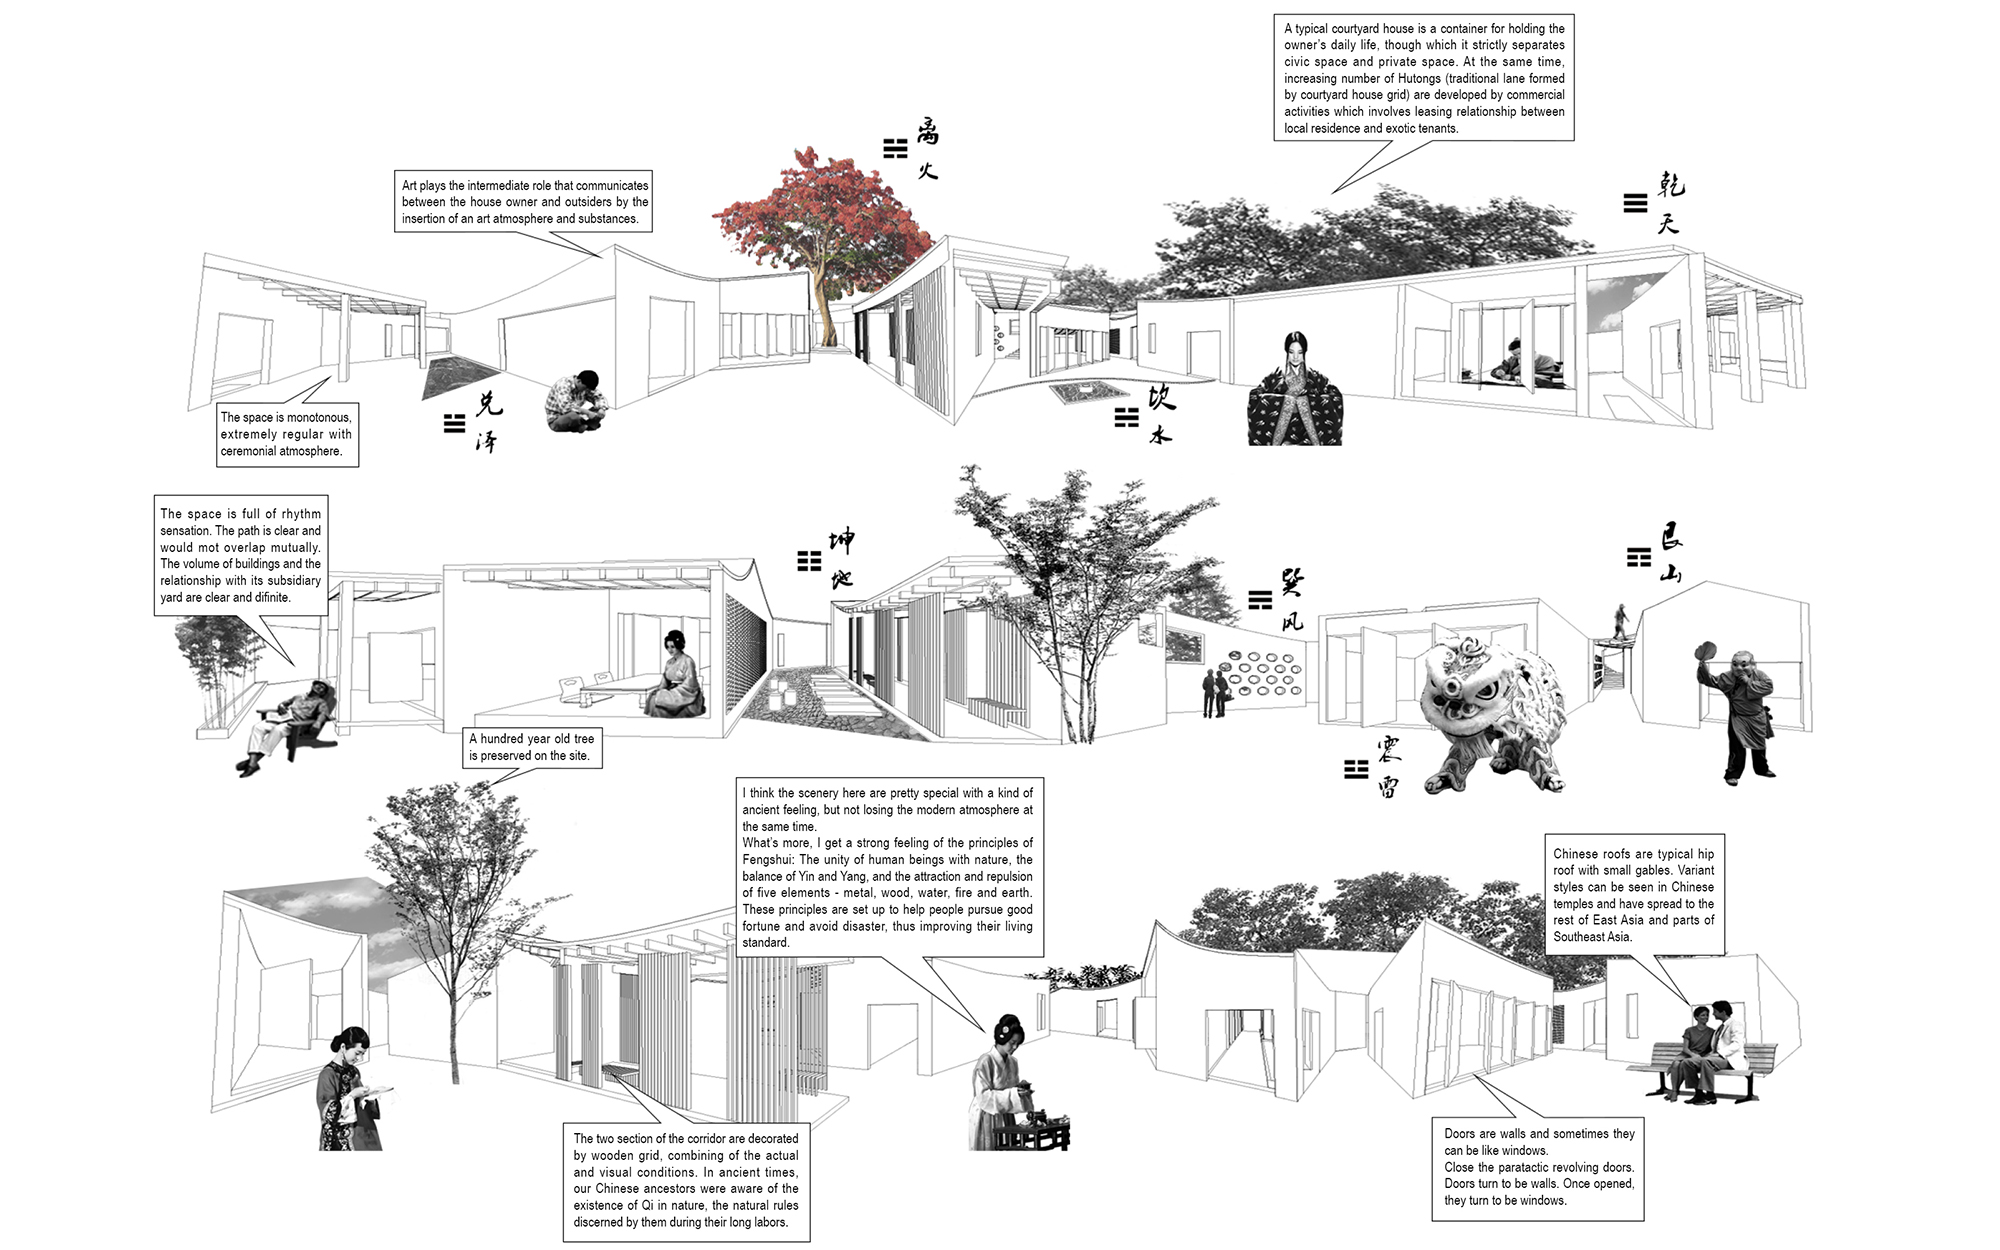 A typical courtyard house is a container for holding the
owner's daily life, though which it strictly separates
civic space and private space. At the same time,
increasing number of Hutongs (traditional lane formed
by courtyard house grid) are developed by commercial
activities which involves leasing relationship between
local residence and exotic tenants.
离
火
乾
天
Art plays the intermediate role that communicates
between the house owner and outsiders by the
insertion of an art atmosphere and substances.
The space is monotonous,
extremely regular with
ceremonial atmosphere.
兑
泽
坎
水
The space is full of rhythm
sensation. The path is clear and
would mot overlap mutually.
The volume of buildings and the
relationship with its subsidiary
yard are clear and difinite.
坤
地
巽
风
艮
山
震
雷
A hundred year old tree
is preserved on the site.
I think the scenery here are pretty special with a kind of
ancient feeling, but not losing the modern atmosphere at
the same time.
What's more, I get a strong feeling of the principles of
Fengshui: The unity of human beings with nature, the
balance of Yin and Yang, and the attraction and repulsion
of five elements - metal, wood, water, fire and earth.
These principles are set up to help people pursue good
fortune and avoid disaster, thus improving their living
standard.
Chinese roofs are typical hip
roof with small gables. Variant
styles can be seen in Chinese
temples and have spread to the
rest of East Asia and parts of
Southeast Asia.
The two section of the corridor are decorated
by wooden grid, combining of the actual
and visual conditions. In ancient times,
our Chinese ancestors were aware of the
existence of Qi in nature, the natural rules
discerned by them during their long labors.
Doors are walls and sometimes they
can be like windows.
Close the paratactic revolving doors.
Doors turn to be walls. Once opened,
they turn to be windows.